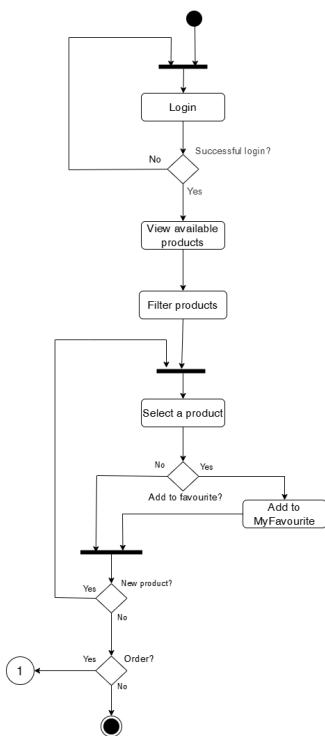 Login
Successful login?
No
Yes
View available
products
Filter products
Select a product
No
Yes
Add to favourite?
Add to
MyFavourite
New product?
Yes
No
Yes
Order?
1
No